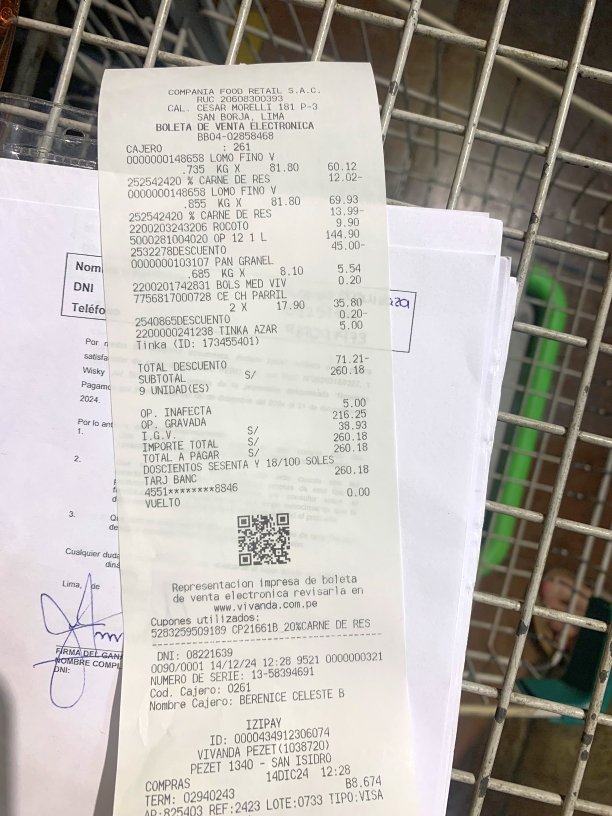 COMPANIA FOOD RETAIL S.A.C.
RUC 20608300393
CAL. CESAR MORELLI 181 P-3
SAN BORJA, LIMA
BOLETA DE VENTA ELECTRONICA
BB04-02858468
CAJERO : 261
0000000148658 LOMO FINO V
.735 KG X 81.80 60.12
252542420 % CARNE DE RES 12.02-
0000000148658 LOMO FINO V
.855 KG X 81.80 69.93
252542420 % CARNE DE RES 13.99-
2200203243206 ROCOTO 9.90
5000281004020 OP 12 1 L 144.90
2532278DESCUENTO 45.00-
0000000103107 PAN GRANEL
.685 KG X 8.10 5.54
2200201742831 BOLS MED VIV 0.20
7756817000728 CE CH PARRIL
2 X 17.90 35.80
2540865DESCUENTO 0.20-
2200000241238 TINKA AZAR 5.00
Tinka (ID: 173455401)
TOTAL DESCUENTO 71.21-
SUBTOTAL S/ 260.18
9 UNIDAD(ES)
OP. INAFECTA 5.00
OP. GRAVADA 216.25
I.G.V. S/ 38.93
IMPORTE TOTAL S/ 260.18
TOTAL A PAGAR S/ 260.18
DOSCIENTOS SESENTA Y 18/100 SOLES
TARJ BANC 260.18
4551********8846
VUELTO 0.00
Representacion impresa de boleta
de venta electronica revisarla en
www.vivanda.com.pe
Cupones utilizados:
5283259509189 CP21661B_20%CARNE DE RES
DNI: 08221639
0090/0001 14/12/24 12:28 9521 0000000321
NUMERO DE SERIE: 13-58394691
Cod. Cajero: 0261
Nombre Cajero: BERENICE CELESTE B
IZIPAY
ID: 0000434912306074
VIVANDA PEZET(1038720)
PEZET 1340 - SAN ISIDRO
COMPRAS 14DIC24 12:28
TERM: 02940243 B8.674
AP:825403 REF:2423 LOTE:0733 TIPO:VISA
DNI
Por
satisfa
Wisky
Pagamo
2024.
Por lo ant
1.
2.
3.
Cualquier duda
Lima, de
FIRMA DEL GAN
NOMBRE COMPL
DNI: